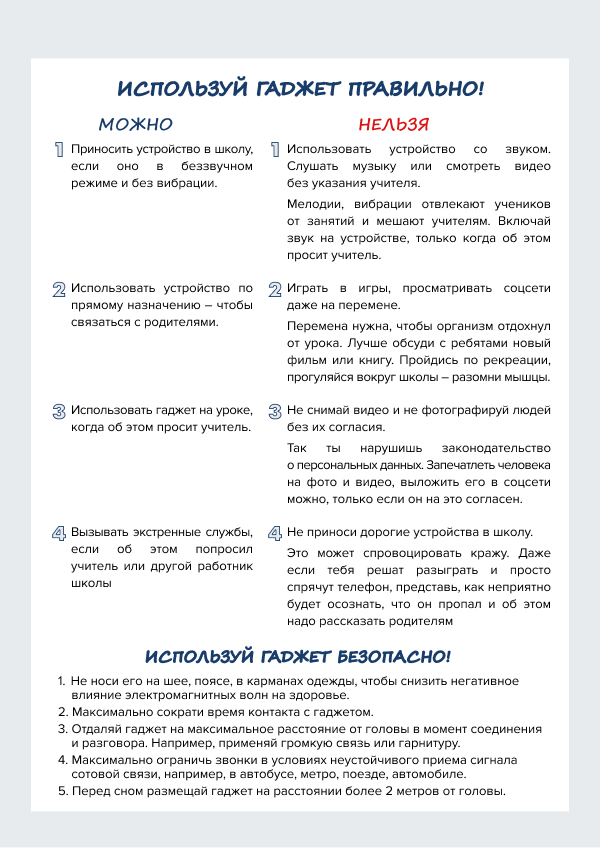 ИСПОЛЬЗУЙ ГАДЖЕТ ПРАВИЛЬНО!
МОЖНО
1 Приносить устройство в школу,
если оно в беззвучном
режиме и без вибрации.
2 Использовать устройство по
прямому назначению – чтобы
связаться с родителями.
3 Использовать гаджет на уроке,
когда об этом просит учитель.
4 Вызывать экстренные службы,
если об этом попросил
учитель или другой работник
школы
НЕЛЬЗЯ
1 Использовать устройство со звуком.
Слушать музыку или смотреть видео
без указания учителя.
Мелодии, вибрации отвлекают учеников
от занятий и мешают учителям. Включай
звук на устройстве, только когда об этом
просит учитель.
2 Играть в игры, просматривать соцсети
даже на перемене.
Перемена нужна, чтобы организм отдохнул
от урока. Лучше обсуди с ребятами новый
фильм или книгу. Пройдись по рекреации,
прогуляйся вокруг школы – разомни мышцы.
3 Не снимай видео и не фотографируй людей
без их согласия.
Так ты нарушишь законодательство
о персональных данных. Запечатлеть человека
на фото и видео, выложить его в соцсети
можно, только если он на это согласен.
4 Не приноси дорогие устройства в школу.
Это может спровоцировать кражу. Даже
если тебя решат разыграть и просто
спрячут телефон, представь, как неприятно
будет осознать, что он пропал и об этом
надо рассказать родителям
ИСПОЛЬЗУЙ ГАДЖЕТ БЕЗОПАСНО!
1. Не носи его на шее, поясе, в карманах одежды, чтобы снизить негативное
влияние электромагнитных волн на здоровье.
2. Максимально сократи время контакта с гаджетом.
3. Отдаляй гаджет на максимальное расстояние от головы в момент соединения
и разговора. Например, применяй громкую связь или гарнитуру.
4. Максимально ограничь звонки в условиях неустойчивого приема сигнала
сотовой связи, например, в автобусе, метро, поезде, автомобиле.
5. Перед сном размещай гаджет на расстоянии более 2 метров от головы.